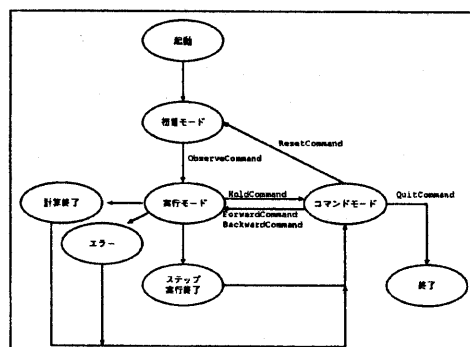 起動
初期モード
ResetCommand
ObserveCommand
計算終了
実行モード
HoldCommand
コマンドモード
QuitCommand
ForwardCommand
BackwardCommand
エラー
ステップ
実行終了
終了